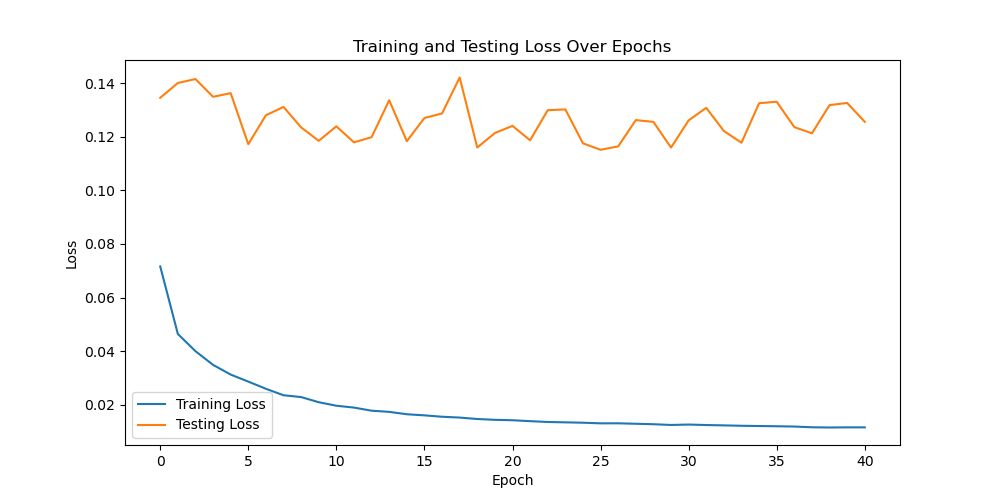 Training and Testing Loss Over Epochs
0.14
0.12
0.10
0.08
0.06
0.04
0.02
Loss
Training Loss
Testing Loss
0 5 10 15 20 25 30 35 40
Epoch